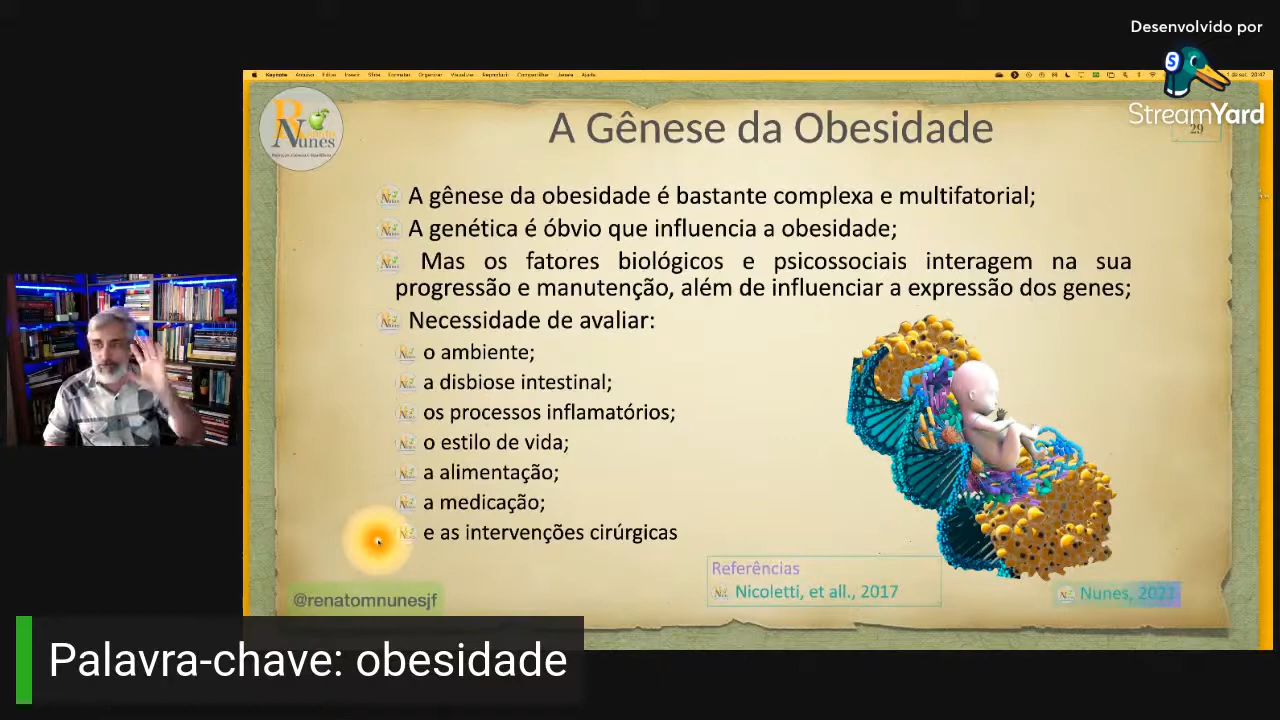 Desenvolvido por
StreamYard
Keynote
Nunes
29
A Gênese da Obesidade
A gênese da obesidade é bastante complexa e multifatorial;
A genética é óbvio que influencia a obesidade;
Mas os fatores biológicos e psicossociais interagem na sua
progressão e manutenção, além de influenciar a expressão dos genes;
Necessidade de avaliar:
o ambiente;
a disbiose intestinal;
os processos inflamatórios;
o estilo de vida;
a alimentação;
a medicação;
e as intervenções cirúrgicas
Referências
Nicoletti, et all., 2017
Nunes, 2021
@renatomnunesjf
Palavra-chave: obesidade